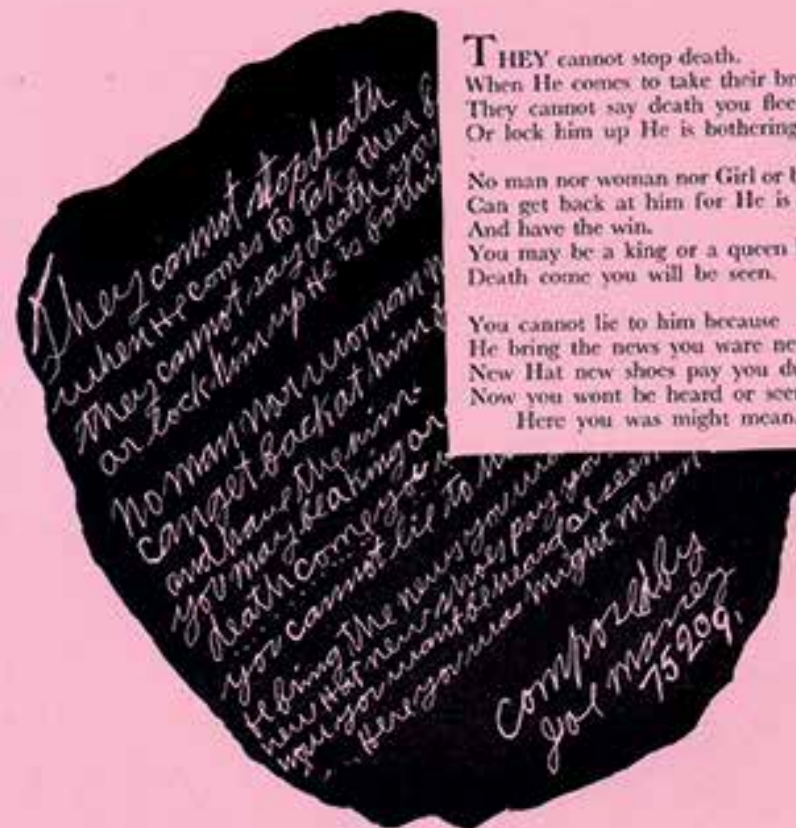 THEY cannot stop death.
When He comes to take their
They cannot say death you flee
Or lock him up He is bothering
No man nor woman nor Girl or
Can get back at him for He is
And have the win.
You may be a king or a queen
Death come you will be seen.
You cannot lie to him because
He bring the news you ware
New Hat new shoes pay you
Now you wont be heard or
Here you was might mean.
They cannot stop death
when He comes to take their
they cannot say death you
or lock him up He is
No man nor woman
can get back at him
and have the win.
you may be a king or
death come you
you cannot lie to
He bring the news you
new Hat new shoes pay you
now you wont be heard or seen
Here you was might mean
composed by
Joe
75209.